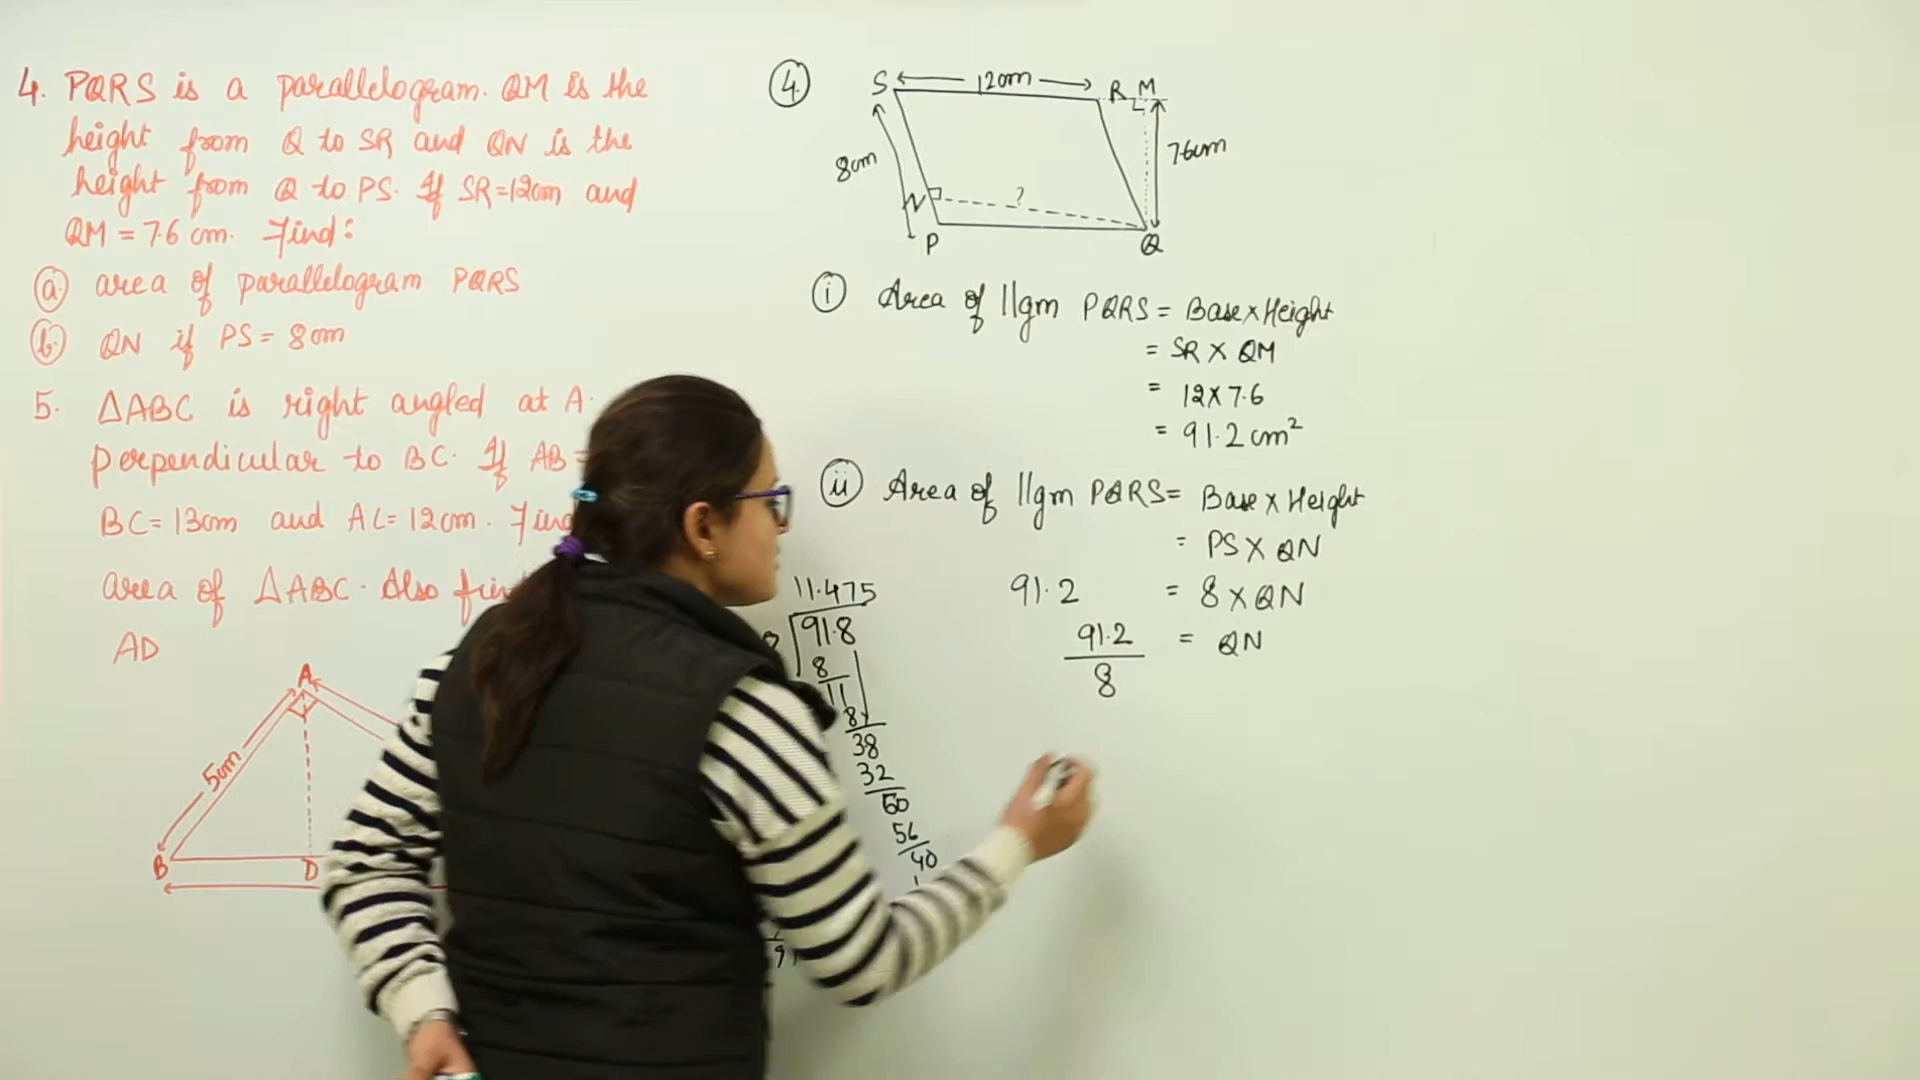 4. PQRS is a parallelogram. QM is the
height from Q to SR and QN is the
height from Q to PS. If SR=12cm and
QM = 7.6 cm. Find:
(a) area of parallelogram PQRS
(b) QN if PS = 8cm
5. △ABC is right angled at A.
perpendicular to BC. If AB =
BC = 13cm and AC = 12cm. Find
area of △ABC. Also find
AD
A
5cm
B
D
(4)
S 12cm R M
8cm
7.6cm
N
?
P
Q
(i) Area of ||gm PQRS = Base×Height
= SR × QM
= 12×7.6
= 91.2cm²
(ii) Area of ||gm PQRS = Base × Height
= PS × QN
91.2 = 8 × QN
91.2 = QN
8
11.475
8 91.8
8
11
8
38
32
60
56
40